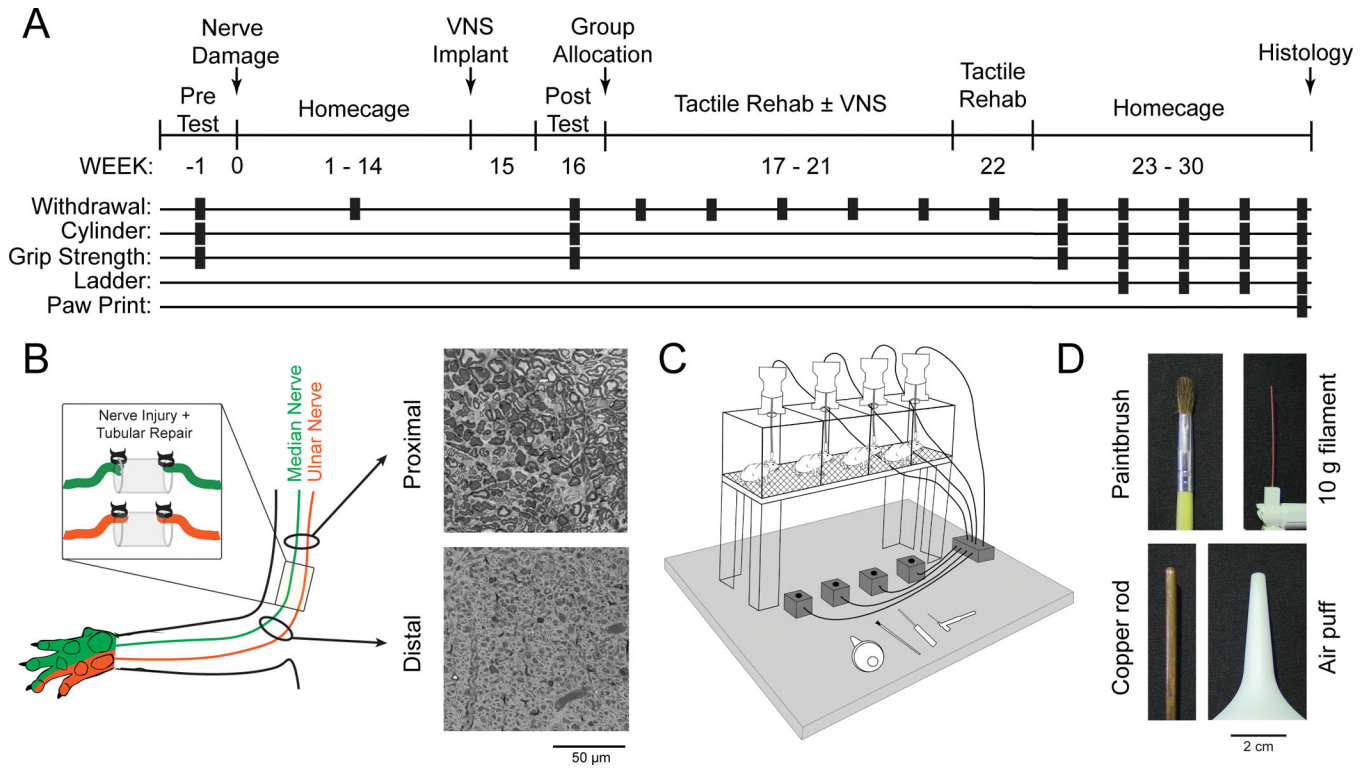 A
Nerve
Damage
VNS
Implant
Group
Allocation
Histology
Pre
Test
Homecage
Post
Test
Tactile Rehab ± VNS
Tactile
Rehab
Homecage
WEEK: -1 0 1 - 14 15 16 17 - 21 22 23 - 30
Withdrawal:
Cylinder:
Grip Strength:
Ladder:
Paw Print:
B
Nerve Injury +
Tubular Repair
Median Nerve
Ulnar Nerve
Proximal
Distal
50 µm
C
D
Paintbrush
10 g filament
Copper rod
Air puff
2 cm